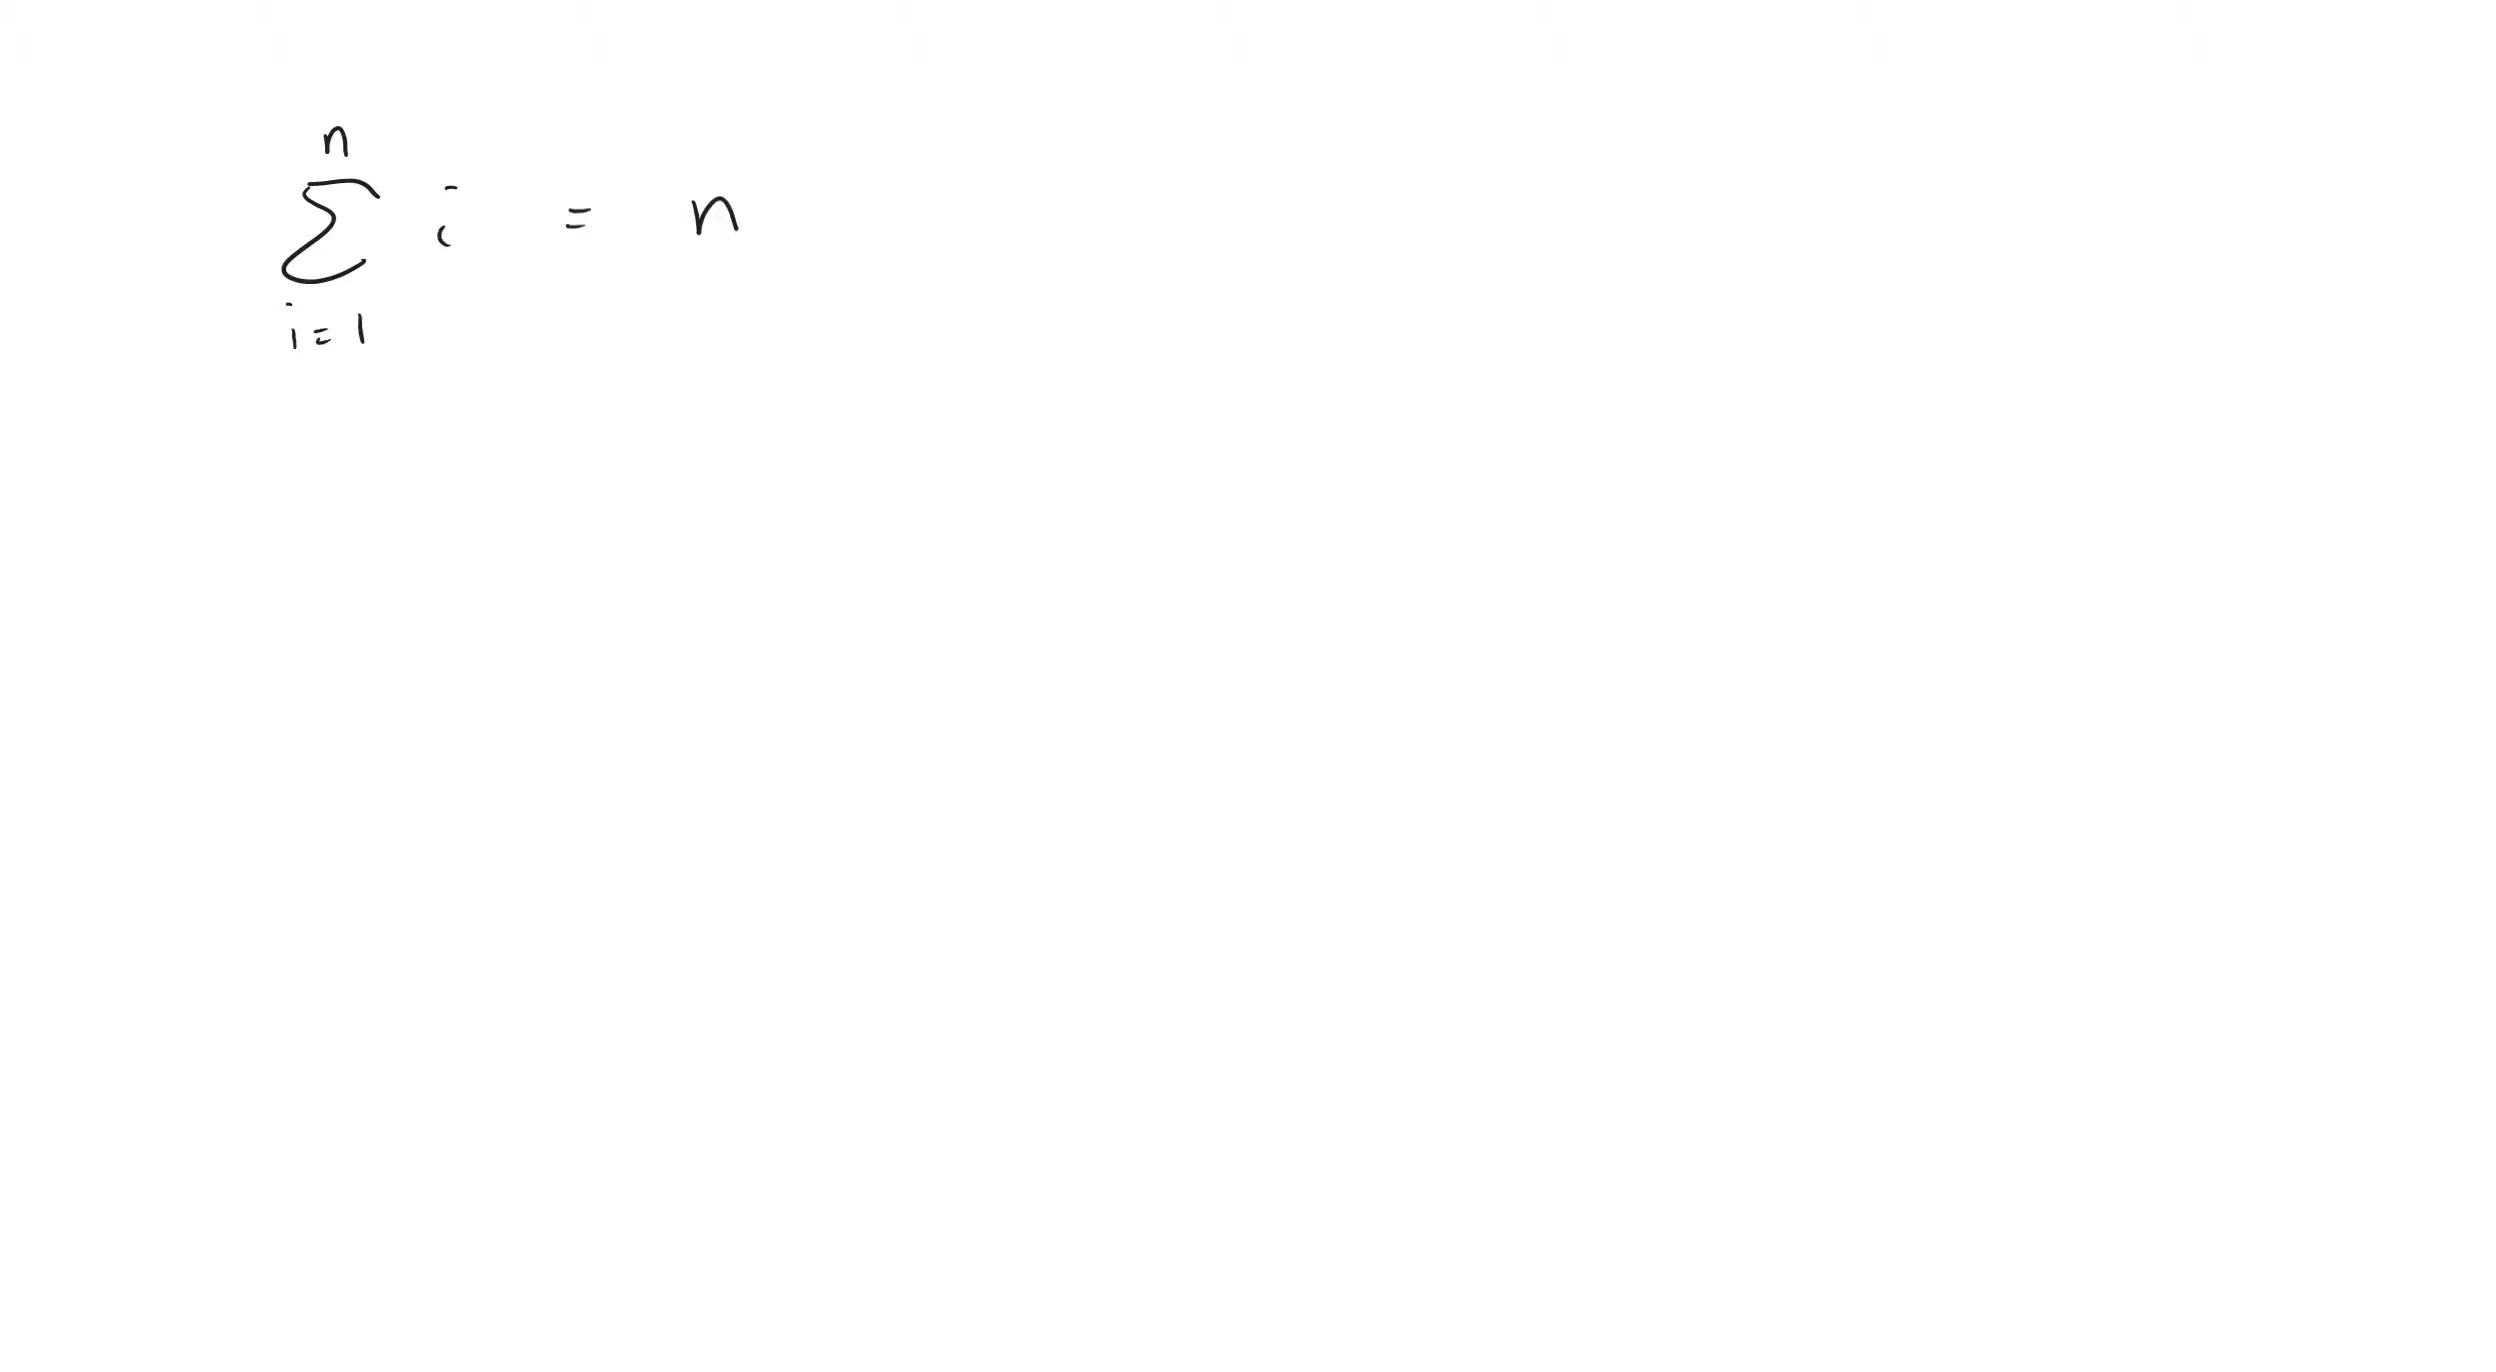 n
∑ i = n
i = 1